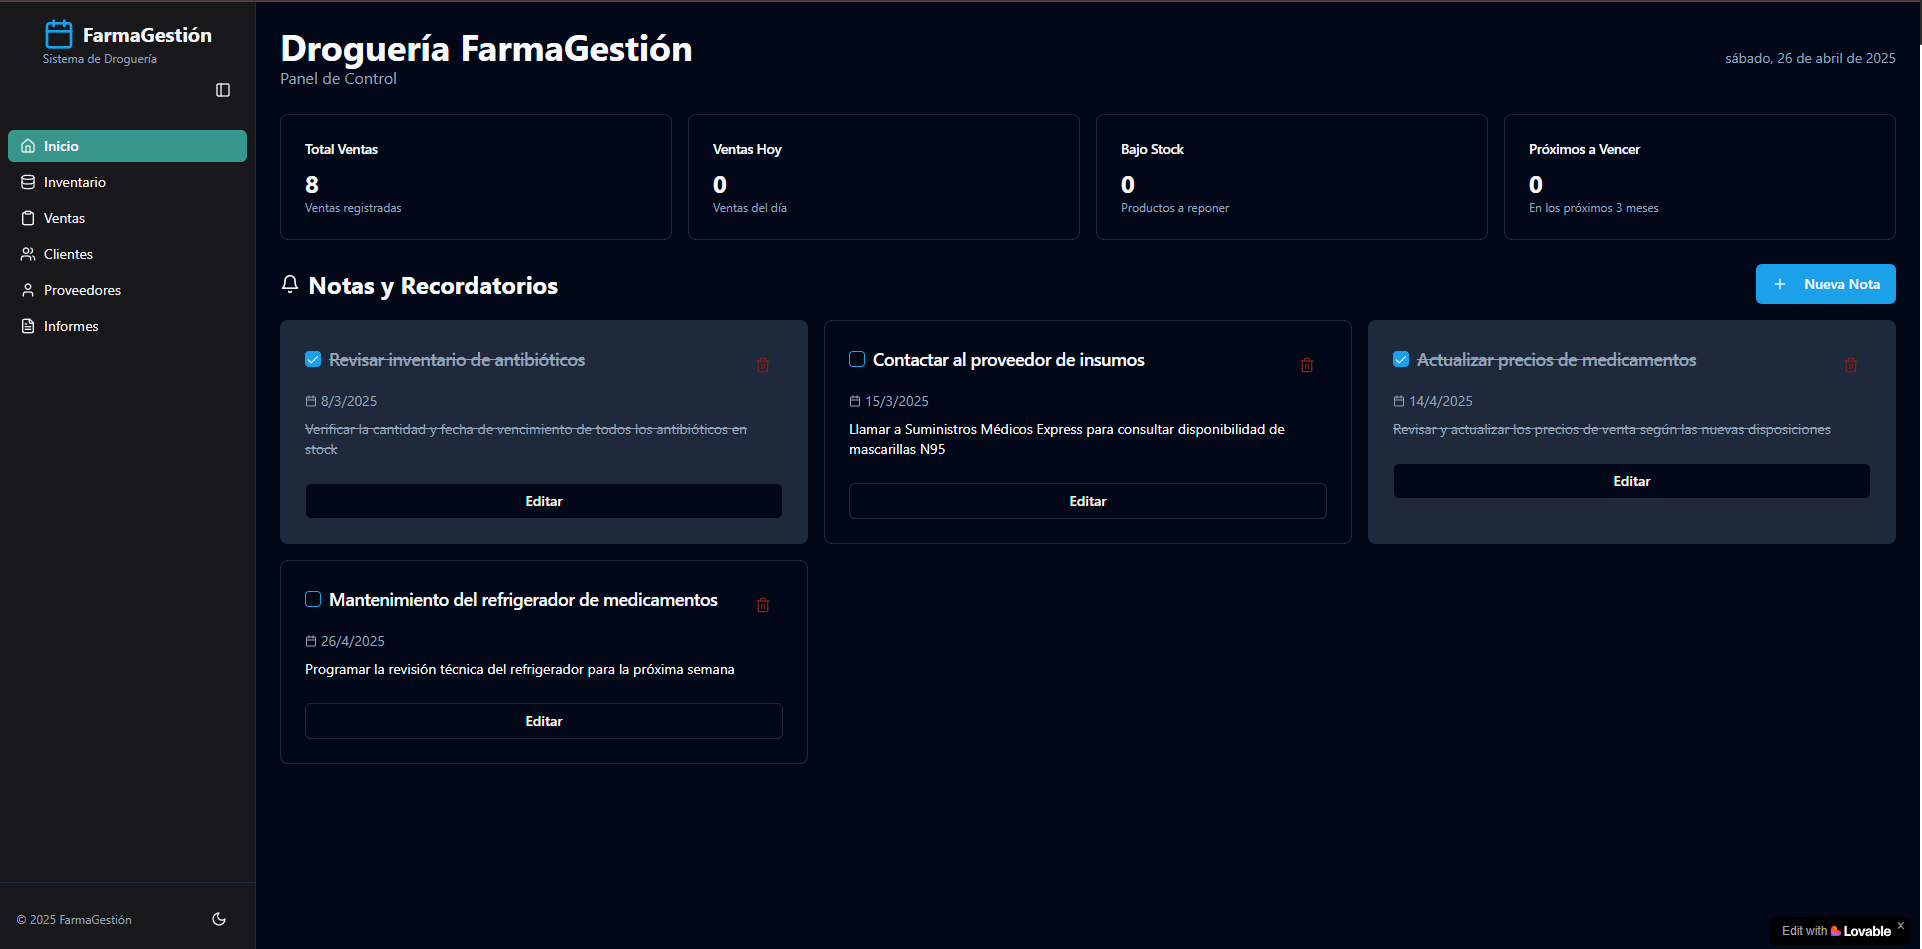 FarmaGestión
Sistema de Droguería
Inicio
Inventario
Ventas
Clientes
Proveedores
Informes
© 2025 FarmaGestión
Droguería FarmaGestión
Panel de Control
sábado, 26 de abril de 2025
Total Ventas
8
Ventas registradas
Ventas Hoy
0
Ventas del día
Bajo Stock
0
Productos a reponer
Próximos a Vencer
0
En los próximos 3 meses
Notas y Recordatorios
Nueva Nota
Revisar inventario de antibióticos
8/3/2025
Verificar la cantidad y fecha de vencimiento de todos los antibióticos en
stock
Editar
Contactar al proveedor de insumos
15/3/2025
Llamar a Suministros Médicos Express para consultar disponibilidad de
mascarillas N95
Editar
Actualizar precios de medicamentos
14/4/2025
Revisar y actualizar los precios de venta según las nuevas disposiciones
Editar
Mantenimiento del refrigerador de medicamentos
26/4/2025
Programar la revisión técnica del refrigerador para la próxima semana
Editar
Edit with Lovable